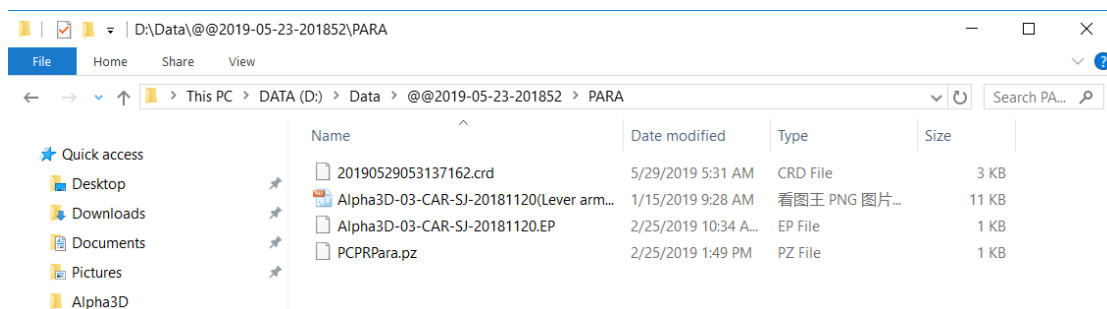 D:\Data\@@2019-05-23-201852\PARA
File Home Share View
This PC > DATA (D:) > Data > @@2019-05-23-201852 > PARA Search PA...
Name Date modified Type Size
Quick access
Desktop
Downloads
Documents
Pictures
Alpha3D
20190529053137162.crd 5/29/2019 5:31 AM CRD File 3 KB
Alpha3D-03-CAR-SJ-20181120(Lever arm... 1/15/2019 9:28 AM 看图王 PNG 图片... 11 KB
Alpha3D-03-CAR-SJ-20181120.EP 2/25/2019 10:34 A... EP File 1 KB
PCPRPara.pz 2/25/2019 1:49 PM PZ File 1 KB